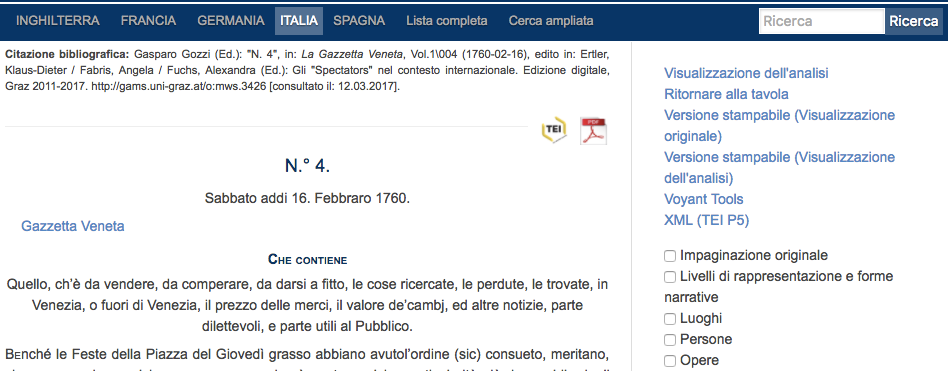 INGHILTERRA FRANCIA GERMANIA ITALIA SPAGNA Lista completa Cerca ampliata Ricerca Ricerca
Citazione bibliografica: Gasparo Gozzi (Ed.): "N. 4", in: La Gazzetta Veneta, Vol.1\004 (1760-02-16), edito in: Ertler,
Klaus-Dieter / Fabris, Angela / Fuchs, Alexandra (Ed.): Gli "Spectators" nel contesto internazionale. Edizione digitale,
Graz 2011-2017. http://gams.uni-graz.at/o:mws.3426 [consultato il: 12.03.2017].
TEI PDF
N.° 4.
Sabbato addi 16. Febbraro 1760.
Gazzetta Veneta
Che contiene
Quello, ch'è da vendere, da comperare, da darsi a fitto, le cose ricercate, le perdute, le trovate, in
Venezia, o fuori di Venezia, il prezzo delle merci, il valore de'cambj, ed altre notizie, parte
dilettevoli, e parte utili al Pubblico.
Benché le Feste della Piazza del Giovedì grasso abbiano avutol'ordine (sic) consueto, meritano,
Visualizzazione dell'analisi
Ritornare alla tavola
Versione stampabile (Visualizzazione
originale)
Versione stampabile (Visualizzazione
dell'analisi)
Voyant Tools
XML (TEI P5)
Impaginazione originale
Livelli di rappresentazione e forme
narrative
Luoghi
Persone
Opere